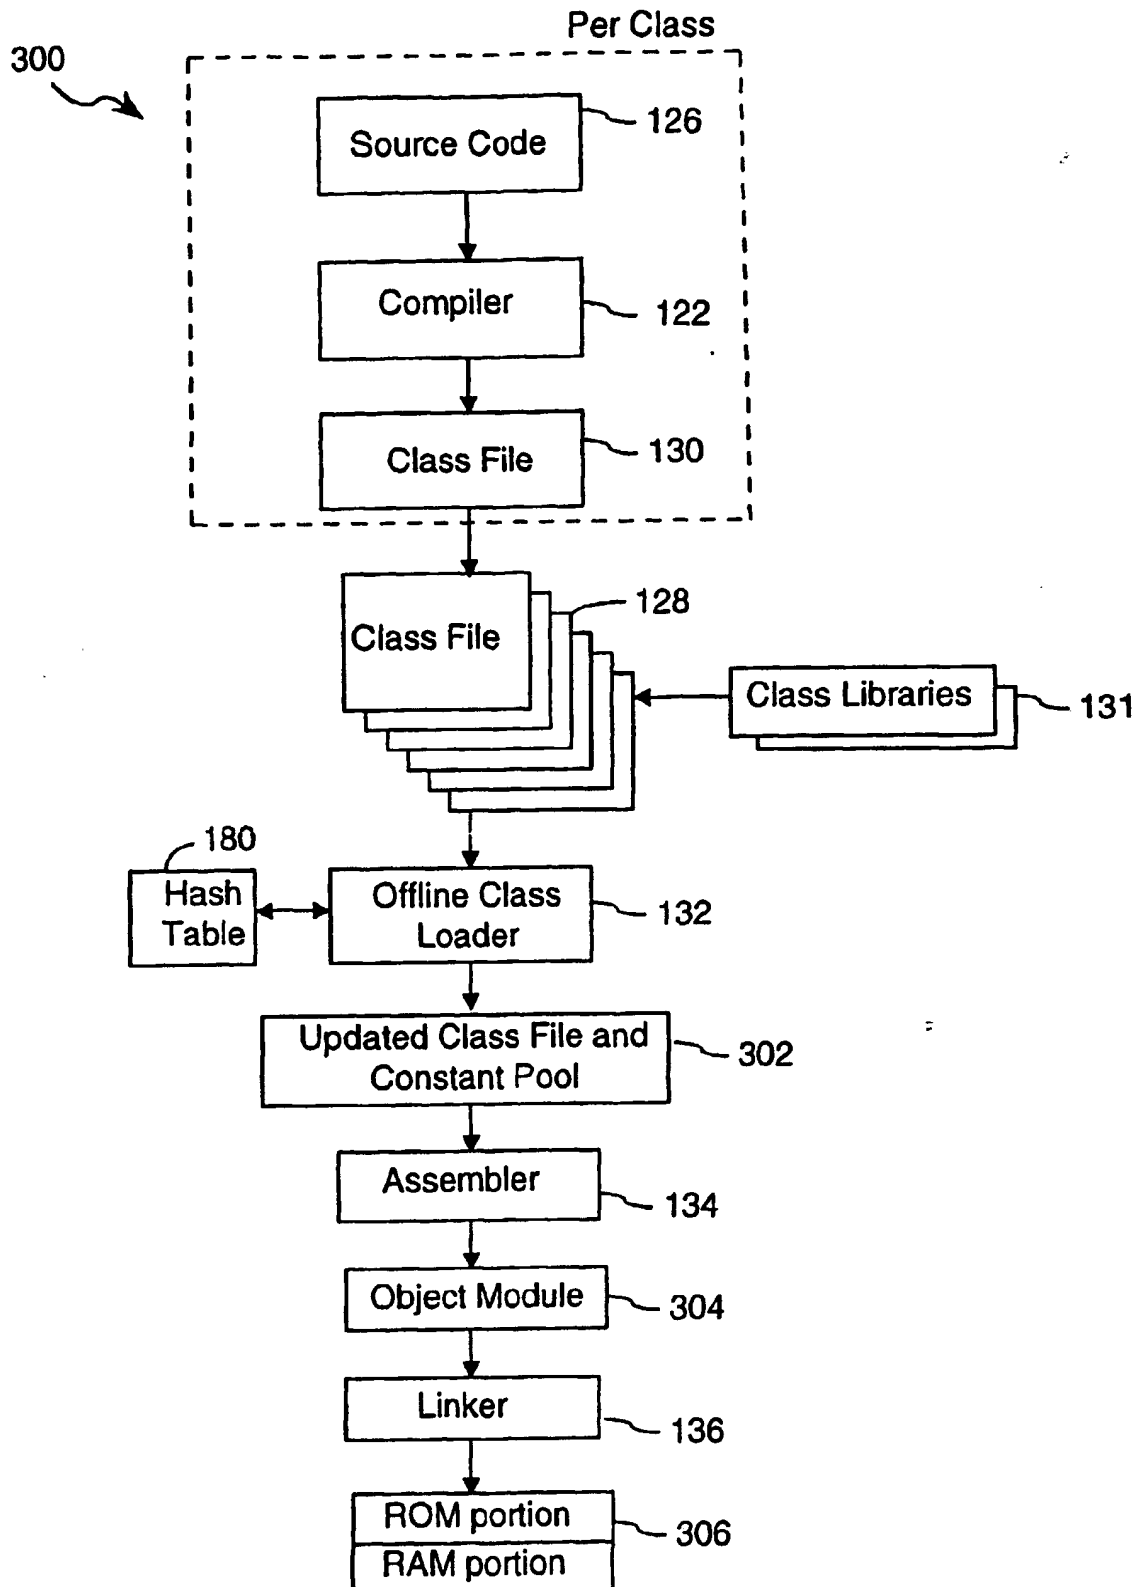 Per Class
300
Source Code
126
Compiler
122
Class File
130
Class File
128
Class Libraries
131
180
Hash
Table
Offline Class
Loader
132
Updated Class File and
Constant Pool
302
Assembler
134
Object Module
304
Linker
136
ROM portion
306
RAM portion